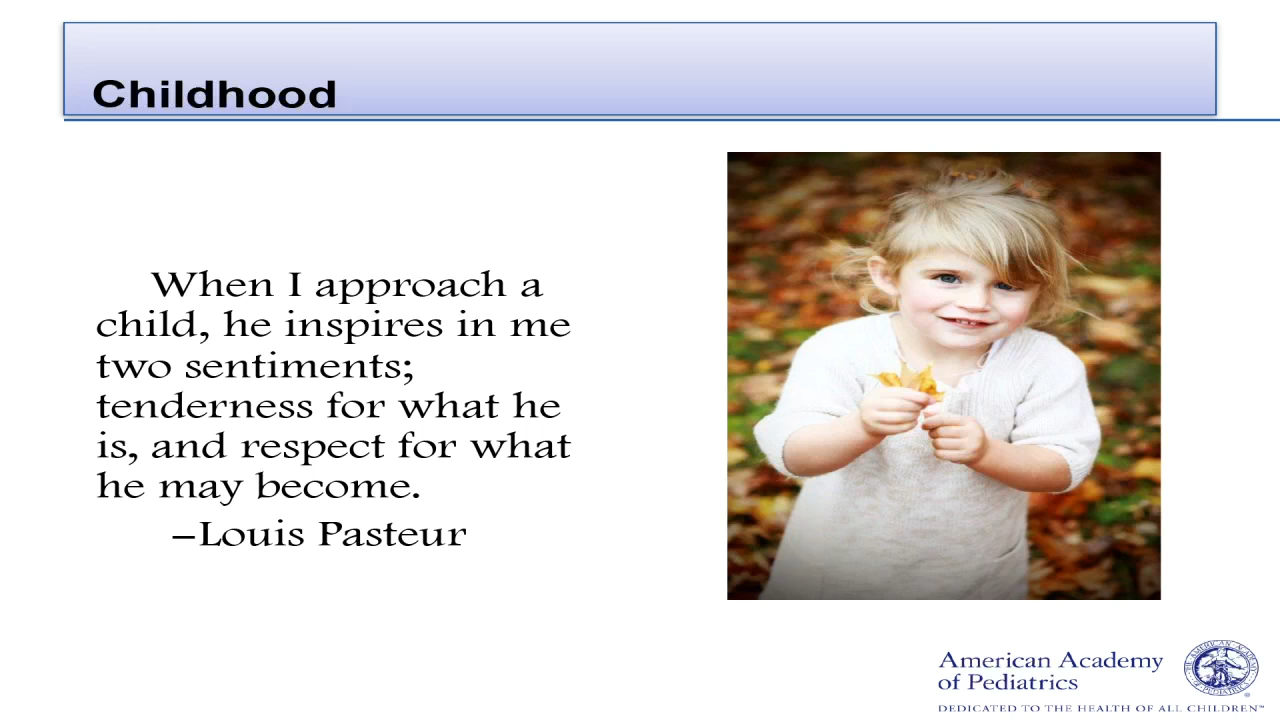 Childhood
When I approach a
child, he inspires in me
two sentiments;
tenderness for what he
is, and respect for what
he may become.
–Louis Pasteur
American Academy
of Pediatrics
DEDICATED TO THE HEALTH OF ALL CHILDREN™